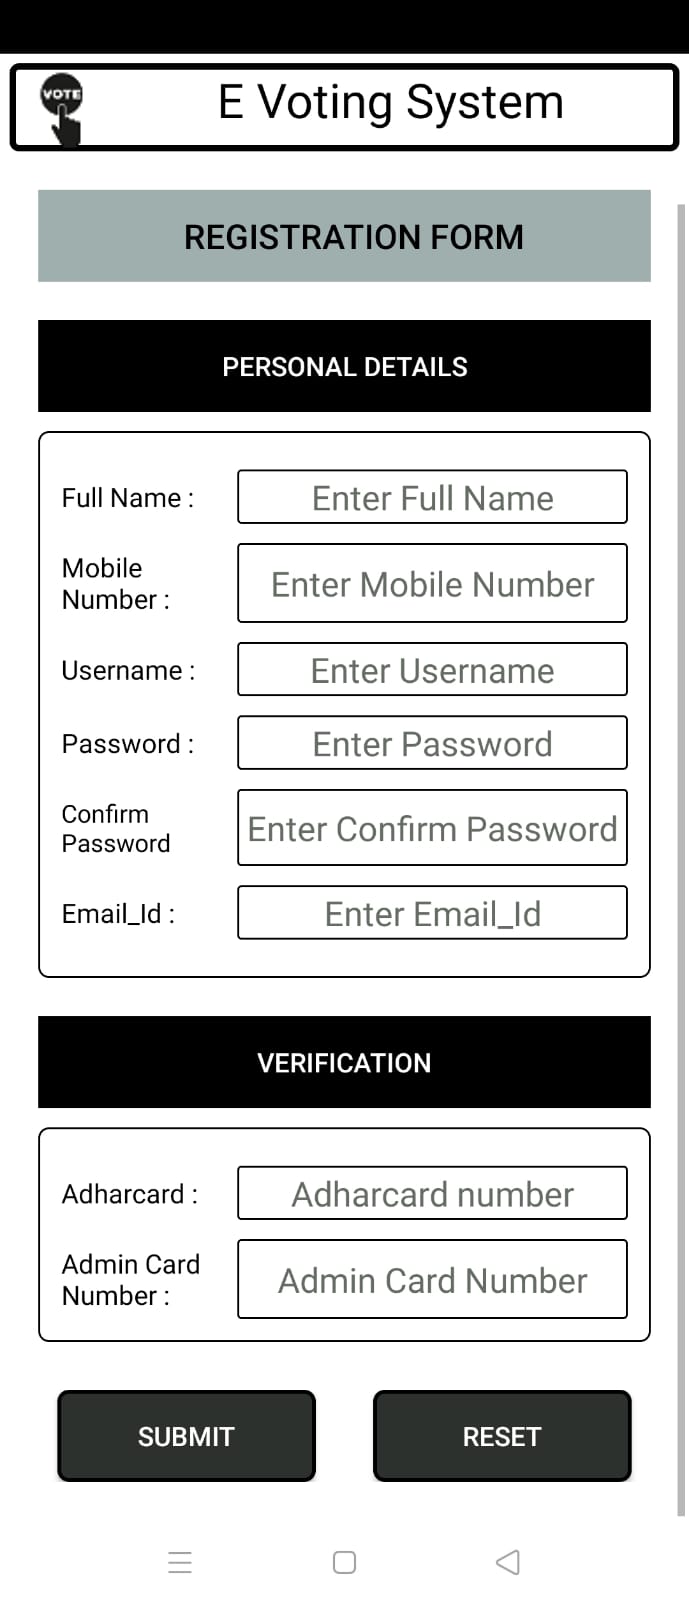 VOTE
E Voting System
REGISTRATION FORM
PERSONAL DETAILS
Full Name :
Enter Full Name
Mobile
Number :
Enter Mobile Number
Username :
Enter Username
Password :
Enter Password
Confirm
Password
Enter Confirm Password
Email_Id :
Enter Email_Id
VERIFICATION
Adharcard :
Adharcard number
Admin Card
Number :
Admin Card Number
SUBMIT
RESET